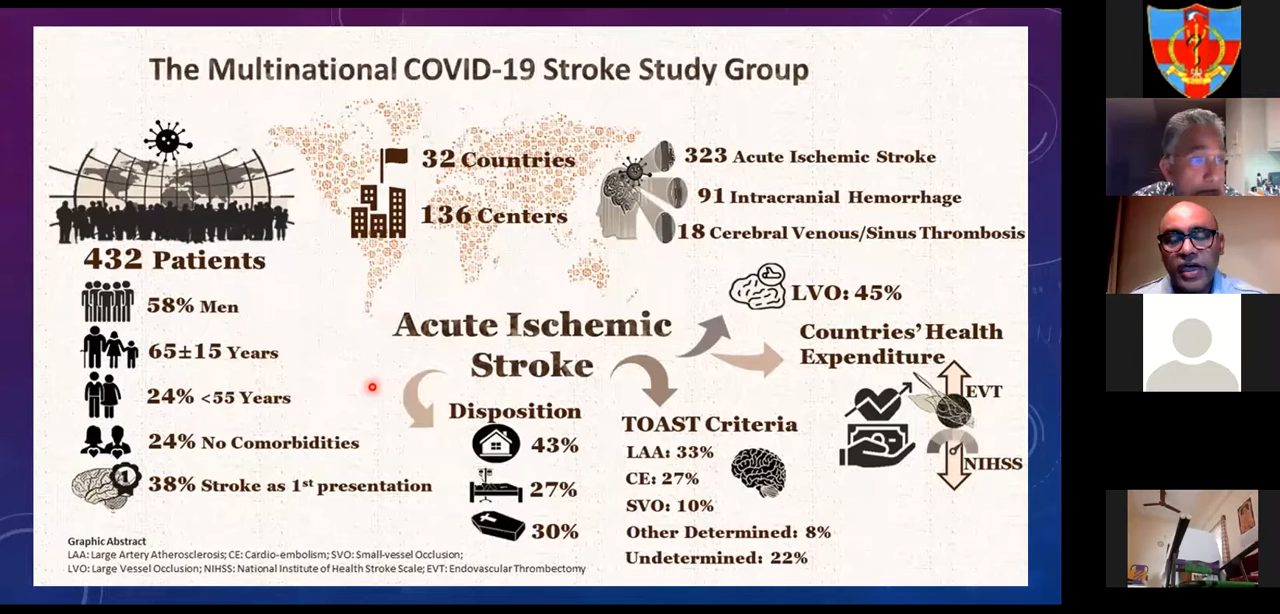 The Multinational COVID-19 Stroke Study Group
32 Countries
136 Centers
323 Acute Ischemic Stroke
91 Intracranial Hemorrhage
18 Cerebral Venous/Sinus Thrombosis
432 Patients
58% Men
65±15 Years
24% <55 Years
24% No Comorbidities
1
38% Stroke as 1st presentation
Acute Ischemic
Stroke
Disposition
43%
27%
30%
TOAST Criteria
LAA: 33%
CE: 27%
SVO: 10%
Other Determined: 8%
Undetermined: 22%
LVO: 45%
Countries' Health
Expenditure
EVT
NIHSS
Graphic Abstract
LAA: Large Artery Atherosclerosis; CE: Cardio-embolism; SVO: Small-vessel Occlusion;
LVO: Large Vessel Occlusion; NIHSS: National Institute of Health Stroke Scale; EVT: Endovascular Thrombectomy